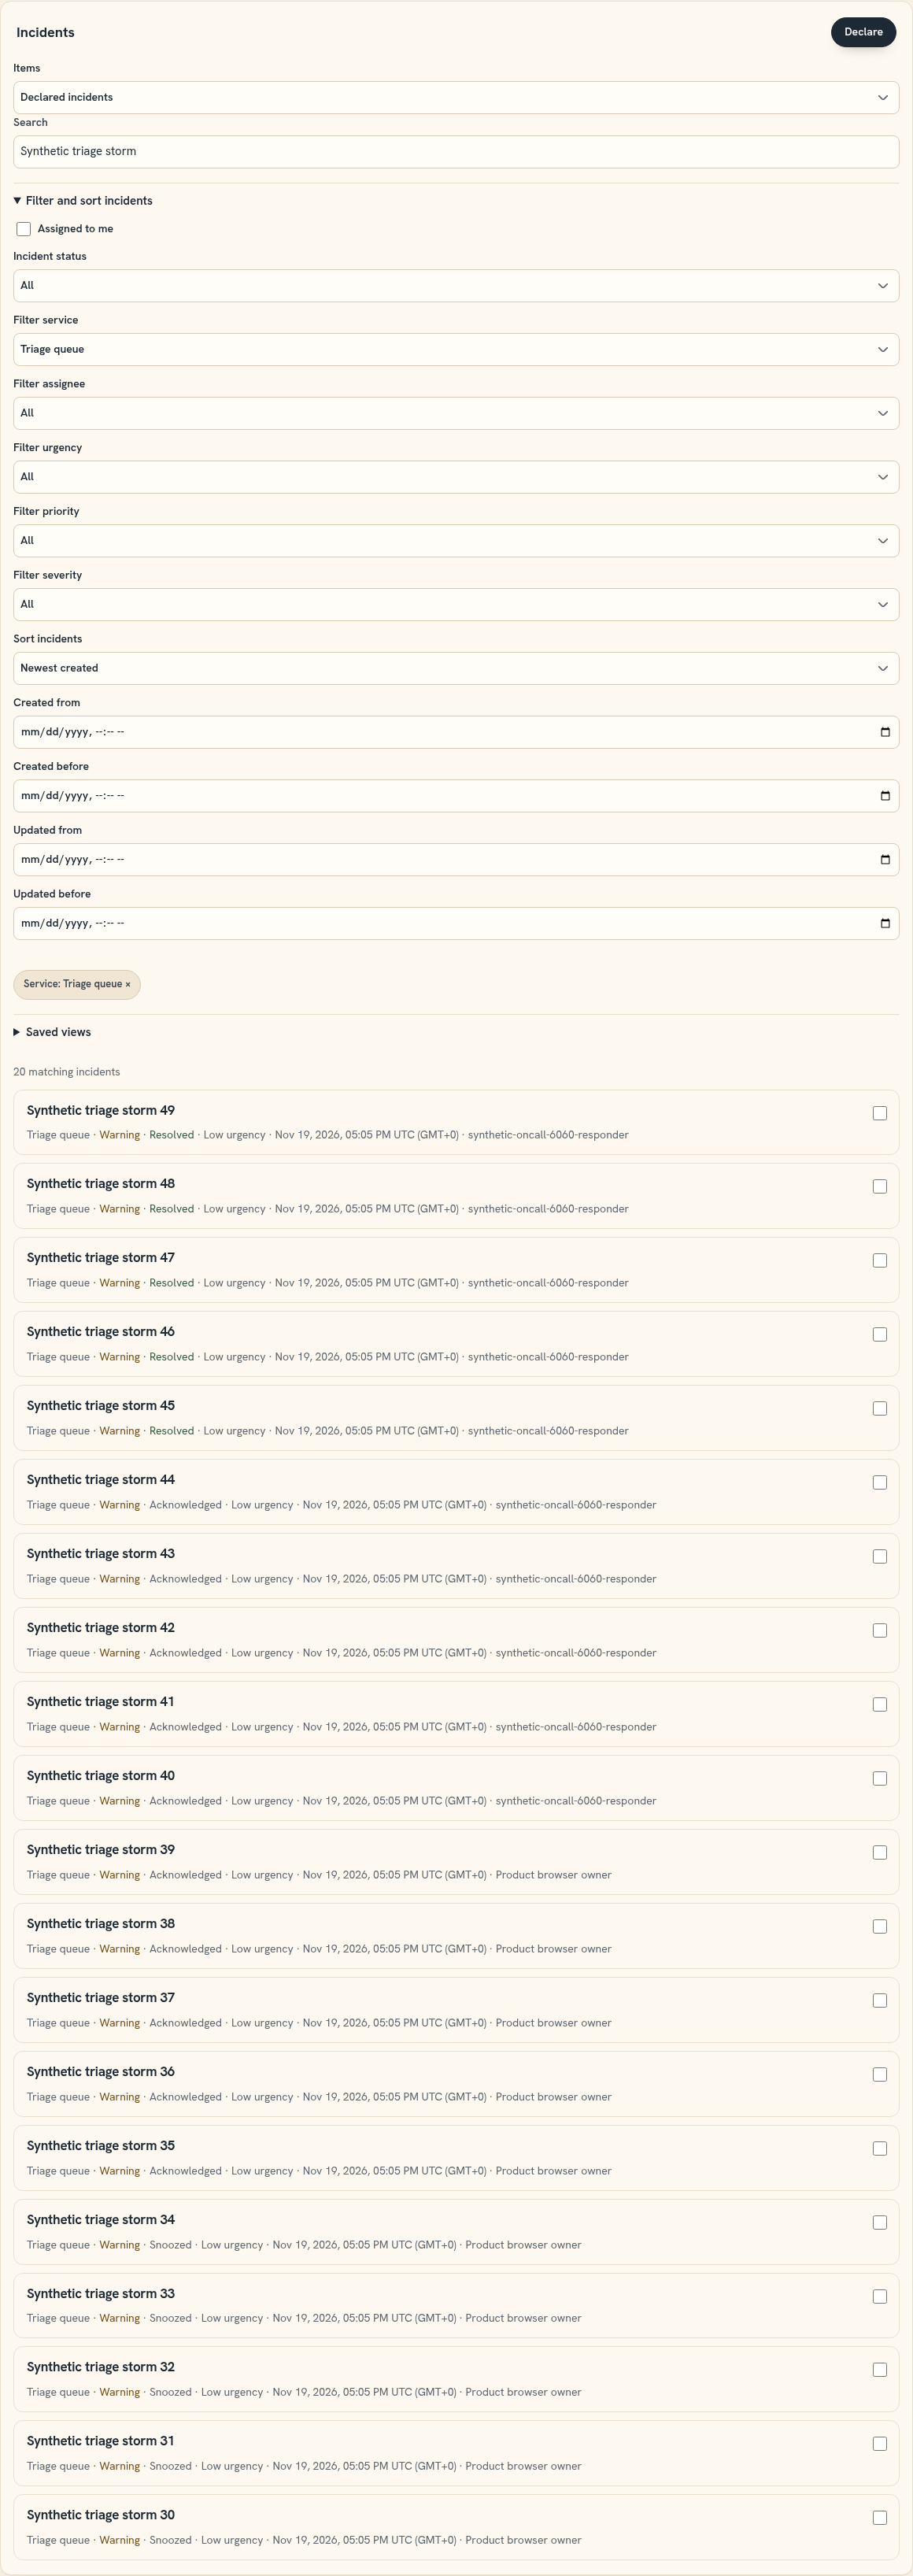 Incidents
Declare
Items
Declared incidents
Search
Synthetic triage storm
▼ Filter and sort incidents
Assigned to me
Incident status
All
Filter service
Triage queue
Filter assignee
All
Filter urgency
All
Filter priority
All
Filter severity
All
Sort incidents
Newest created
Created from
mm/dd/yyyy, --:-- --
Created before
mm/dd/yyyy, --:-- --
Updated from
mm/dd/yyyy, --:-- --
Updated before
mm/dd/yyyy, --:-- --
Service: Triage queue ×
▶ Saved views
20 matching incidents
Synthetic triage storm 49
Triage queue · Warning · Resolved · Low urgency · Nov 19, 2026, 05:05 PM UTC (GMT+0) · synthetic-oncall-6060-responder
Synthetic triage storm 48
Triage queue · Warning · Resolved · Low urgency · Nov 19, 2026, 05:05 PM UTC (GMT+0) · synthetic-oncall-6060-responder
Synthetic triage storm 47
Triage queue · Warning · Resolved · Low urgency · Nov 19, 2026, 05:05 PM UTC (GMT+0) · synthetic-oncall-6060-responder
Synthetic triage storm 46
Triage queue · Warning · Resolved · Low urgency · Nov 19, 2026, 05:05 PM UTC (GMT+0) · synthetic-oncall-6060-responder
Synthetic triage storm 45
Triage queue · Warning · Resolved · Low urgency · Nov 19, 2026, 05:05 PM UTC (GMT+0) · synthetic-oncall-6060-responder
Synthetic triage storm 44
Triage queue · Warning · Acknowledged · Low urgency · Nov 19, 2026, 05:05 PM UTC (GMT+0) · synthetic-oncall-6060-responder
Synthetic triage storm 43
Triage queue · Warning · Acknowledged · Low urgency · Nov 19, 2026, 05:05 PM UTC (GMT+0) · synthetic-oncall-6060-responder
Synthetic triage storm 42
Triage queue · Warning · Acknowledged · Low urgency · Nov 19, 2026, 05:05 PM UTC (GMT+0) · synthetic-oncall-6060-responder
Synthetic triage storm 41
Triage queue · Warning · Acknowledged · Low urgency · Nov 19, 2026, 05:05 PM UTC (GMT+0) · synthetic-oncall-6060-responder
Synthetic triage storm 40
Triage queue · Warning · Acknowledged · Low urgency · Nov 19, 2026, 05:05 PM UTC (GMT+0) · synthetic-oncall-6060-responder
Synthetic triage storm 39
Triage queue · Warning · Acknowledged · Low urgency · Nov 19, 2026, 05:05 PM UTC (GMT+0) · Product browser owner
Synthetic triage storm 38
Triage queue · Warning · Acknowledged · Low urgency · Nov 19, 2026, 05:05 PM UTC (GMT+0) · Product browser owner
Synthetic triage storm 37
Triage queue · Warning · Acknowledged · Low urgency · Nov 19, 2026, 05:05 PM UTC (GMT+0) · Product browser owner
Synthetic triage storm 36
Triage queue · Warning · Acknowledged · Low urgency · Nov 19, 2026, 05:05 PM UTC (GMT+0) · Product browser owner
Synthetic triage storm 35
Triage queue · Warning · Acknowledged · Low urgency · Nov 19, 2026, 05:05 PM UTC (GMT+0) · Product browser owner
Synthetic triage storm 34
Triage queue · Warning · Snoozed · Low urgency · Nov 19, 2026, 05:05 PM UTC (GMT+0) · Product browser owner
Synthetic triage storm 33
Triage queue · Warning · Snoozed · Low urgency · Nov 19, 2026, 05:05 PM UTC (GMT+0) · Product browser owner
Synthetic triage storm 32
Triage queue · Warning · Snoozed · Low urgency · Nov 19, 2026, 05:05 PM UTC (GMT+0) · Product browser owner
Synthetic triage storm 31
Triage queue · Warning · Snoozed · Low urgency · Nov 19, 2026, 05:05 PM UTC (GMT+0) · Product browser owner
Synthetic triage storm 30
Triage queue · Warning · Snoozed · Low urgency · Nov 19, 2026, 05:05 PM UTC (GMT+0) · Product browser owner